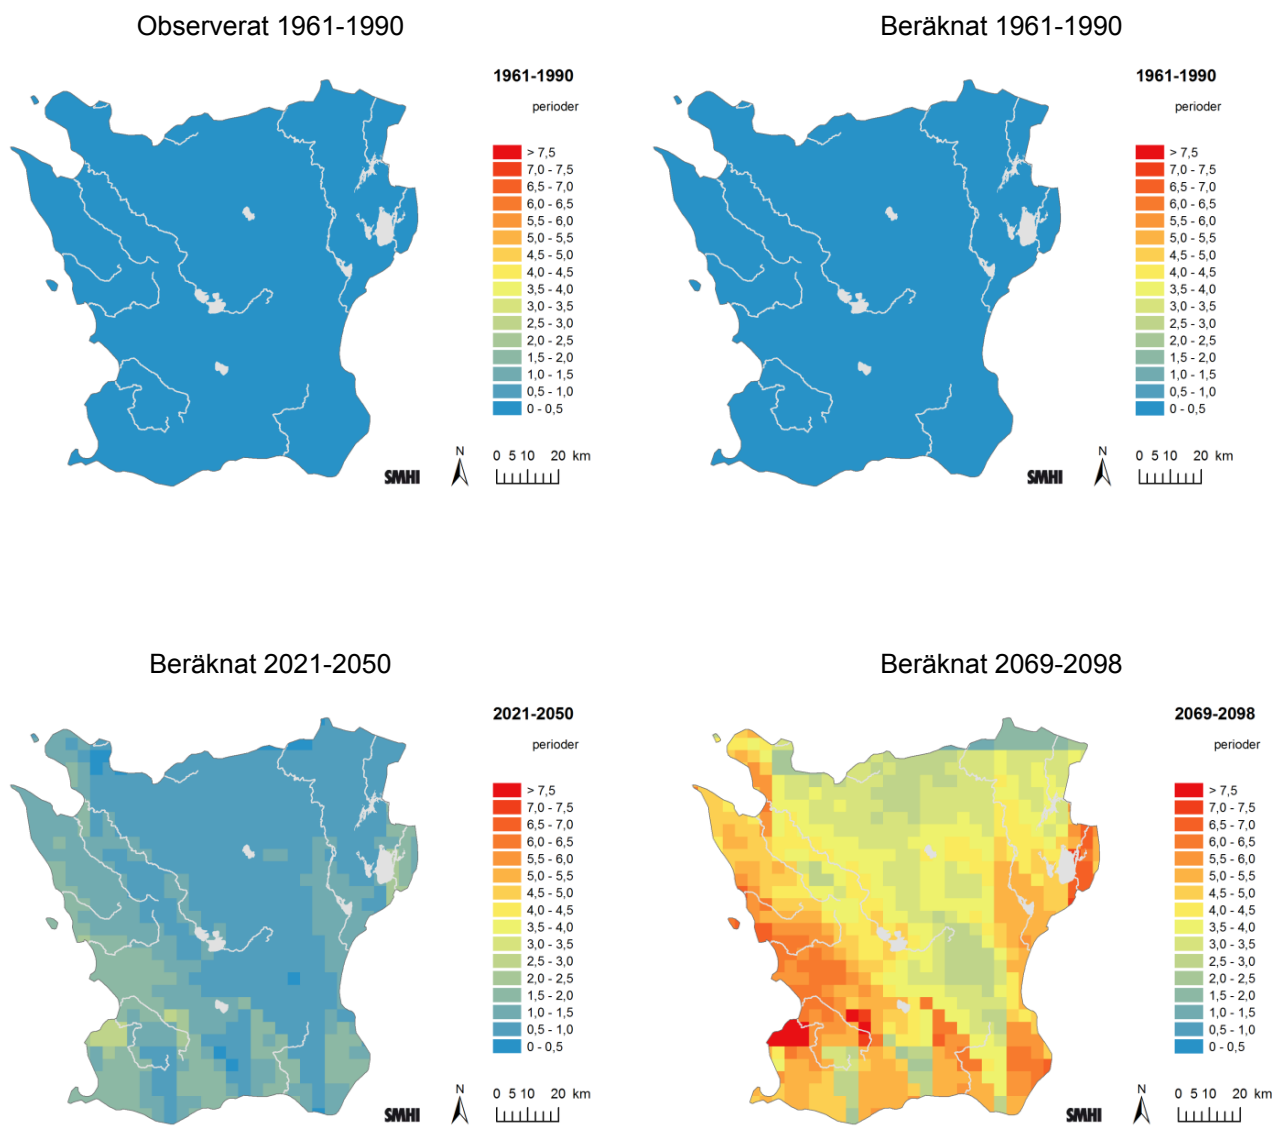 Observerat 1961-1990
Beräknat 1961-1990
1961-1990
perioder
> 7,5
7,0 - 7,5
6,5 - 7,0
6,0 - 6,5
5,5 - 6,0
5,0 - 5,5
4,5 - 5,0
4,0 - 4,5
3,5 - 4,0
3,0 - 3,5
2,5 - 3,0
2,0 - 2,5
1,5 - 2,0
1,0 - 1,5
0,5 - 1,0
0 - 0,5
N
0 5 10 20 km
SMHI
1961-1990
perioder
> 7,5
7,0 - 7,5
6,5 - 7,0
6,0 - 6,5
5,5 - 6,0
5,0 - 5,5
4,5 - 5,0
4,0 - 4,5
3,5 - 4,0
3,0 - 3,5
2,5 - 3,0
2,0 - 2,5
1,5 - 2,0
1,0 - 1,5
0,5 - 1,0
0 - 0,5
N
0 5 10 20 km
SMHI
Beräknat 2021-2050
Beräknat 2069-2098
2021-2050
perioder
> 7,5
7,0 - 7,5
6,5 - 7,0
6,0 - 6,5
5,5 - 6,0
5,0 - 5,5
4,5 - 5,0
4,0 - 4,5
3,5 - 4,0
3,0 - 3,5
2,5 - 3,0
2,0 - 2,5
1,5 - 2,0
1,0 - 1,5
0,5 - 1,0
0 - 0,5
N
0 5 10 20 km
SMHI
2069-2098
perioder
> 7,5
7,0 - 7,5
6,5 - 7,0
6,0 - 6,5
5,5 - 6,0
5,0 - 5,5
4,5 - 5,0
4,0 - 4,5
3,5 - 4,0
3,0 - 3,5
2,5 - 3,0
2,0 - 2,5
1,5 - 2,0
1,0 - 1,5
0,5 - 1,0
0 - 0,5
N
0 5 10 20 km
SMHI